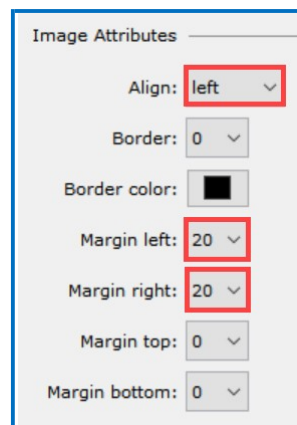 Image Attributes
Align: left
Border: 0
Border color:
Margin left: 20
Margin right: 20
Margin top: 0
Margin bottom: 0